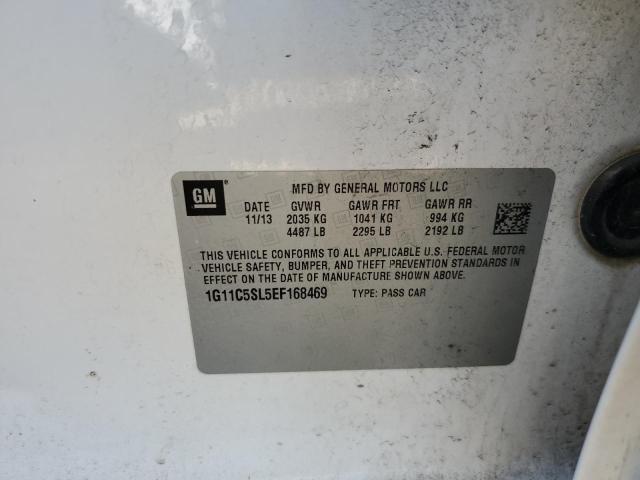 GM
MFD BY GENERAL MOTORS LLC
DATE GVWR GAWR FRT GAWR RR
11/13 2035 KG 1041 KG 994 KG
4487 LB 2295 LB 2192 LB
THIS VEHICLE CONFORMS TO ALL APPLICABLE U.S. FEDERAL MOTOR
VEHICLE SAFETY, BUMPER, AND THEFT PREVENTION STANDARDS IN
EFFECT ON THE DATE OF MANUFACTURE SHOWN ABOVE.
1G11C5SL5EF168469 TYPE: PASS CAR